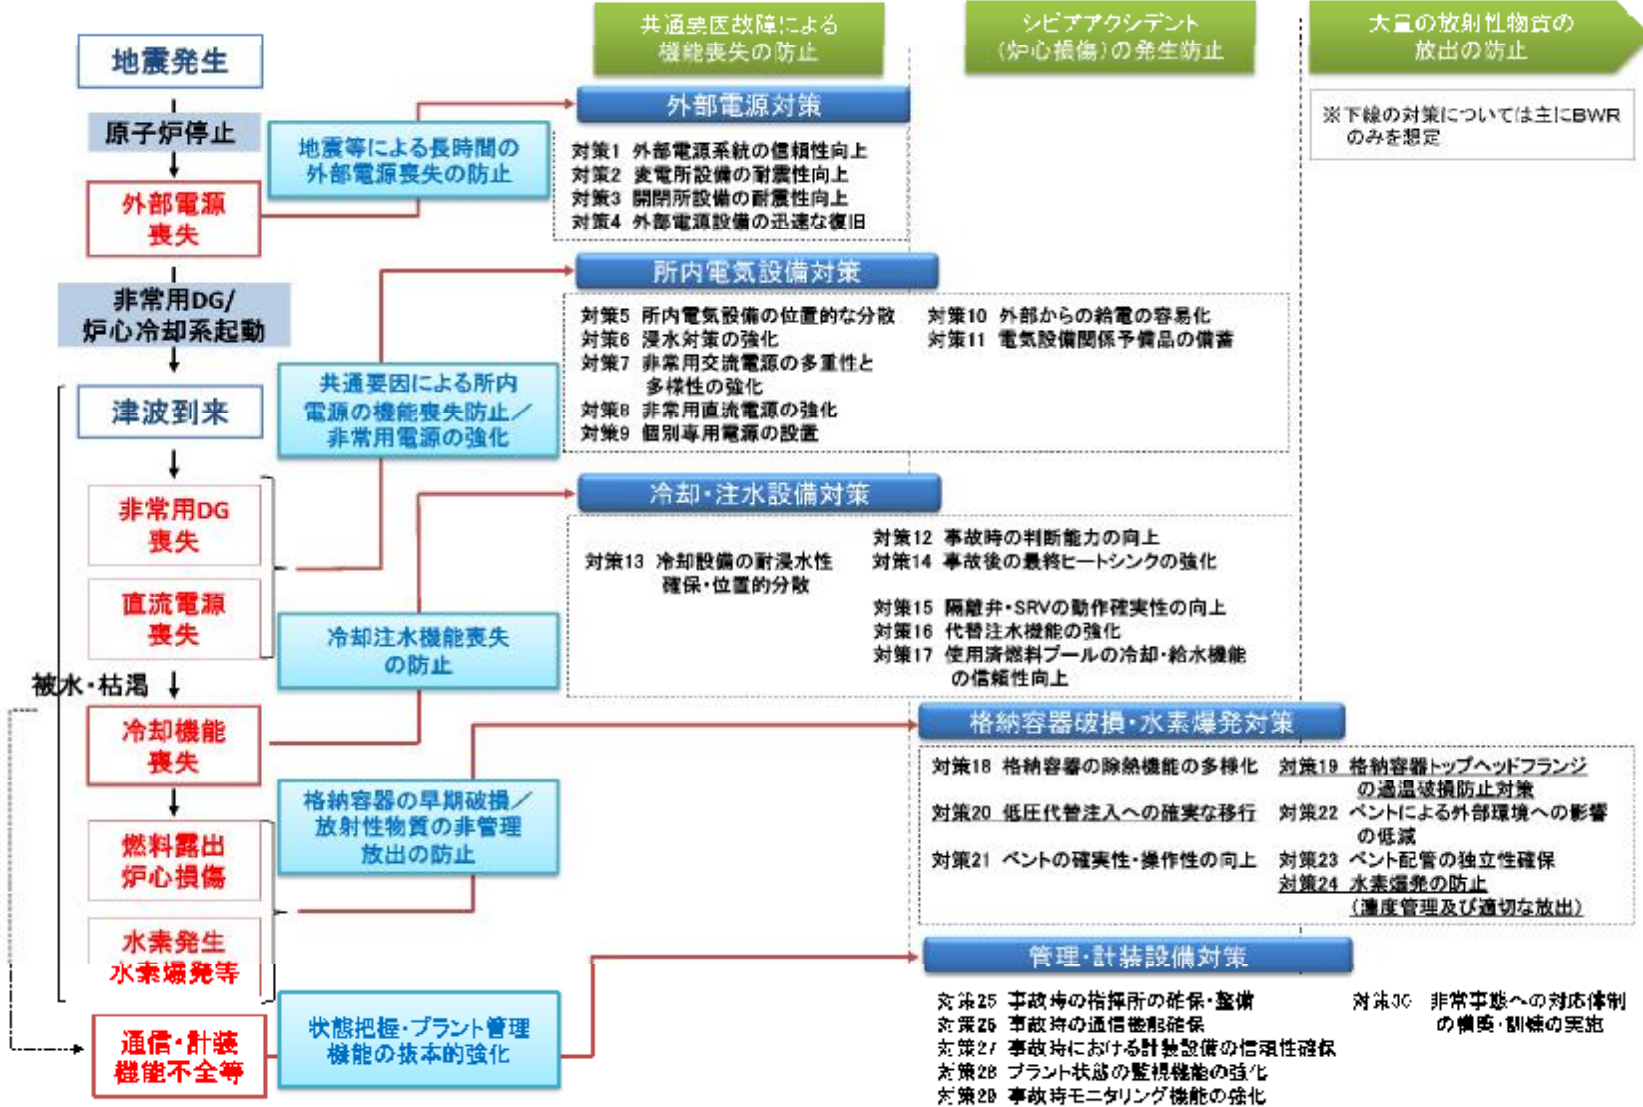 共通要因故障による
機能喪失の防止
シビアアクシデント
(炉心損傷)の発生防止
大量の放射性物質の
放出の防止
※下線の対策については主にBWR
のみを想定
地震発生
原子炉停止
外部電源
喪失
非常用DG/
炉心冷却系起動
津波到来
非常用DG
喪失
直流電源
喪失
被水・枯渇
冷却機能
喪失
燃料露出
炉心損傷
水素発生
水素爆発等
通信・計装
機能不全等
地震等による長時間の
外部電源喪失の防止
共通要因による所内
電源の機能喪失防止／
非常用電源の強化
冷却注水機能喪失
の防止
格納容器の早期破損／
放射性物質の非管理
放出の防止
状態把握・プラント管理
機能の抜本的強化
外部電源対策
対策1 外部電源系統の信頼性向上
対策2 変電所設備の耐震性向上
対策3 開閉所設備の耐震性向上
対策4 外部電源設備の迅速な復旧
所内電気設備対策
対策5 所内電気設備の位置的な分散
対策6 浸水対策の強化
対策7 非常用交流電源の多重性と
多様性の強化
対策8 非常用直流電源の強化
対策9 個別専用電源の設置
対策10 外部からの給電の容易化
対策11 電気設備関係予備品の備蓄
冷却・注水設備対策
対策12 事故時の判断能力の向上
対策13 冷却設備の耐浸水性
確保・位置的分散
対策14 事故後の最終ヒートシンクの強化
対策15 隔離弁・SRVの動作確実性の向上
対策16 代替注水機能の強化
対策17 使用済燃料プールの冷却・給水機能
の信頼性向上
格納容器破損・水素爆発対策
対策18 格納容器の除熱機能の多様化
対策19 格納容器トップヘッドフランジ
の過温破損防止対策
対策20 低圧代替注入への確実な移行
対策21 ベントの確実性・操作性の向上
対策22 ベントによる外部環境への影響
の低減
対策23 ベント配管の独立性確保
対策24 水素爆発の防止
（濃度管理及び適切な放出）
管理・計装設備対策
対策25 事故時の指揮所の確保・整備
対策26 事故時の通信機能確保
対策27 事故時における計装設備の信頼性確保
対策28 プラント状態の監視機能の強化
対策29 事故時モニタリング機能の強化
対策30 非常事態への対応体制
の構築・訓練の実施